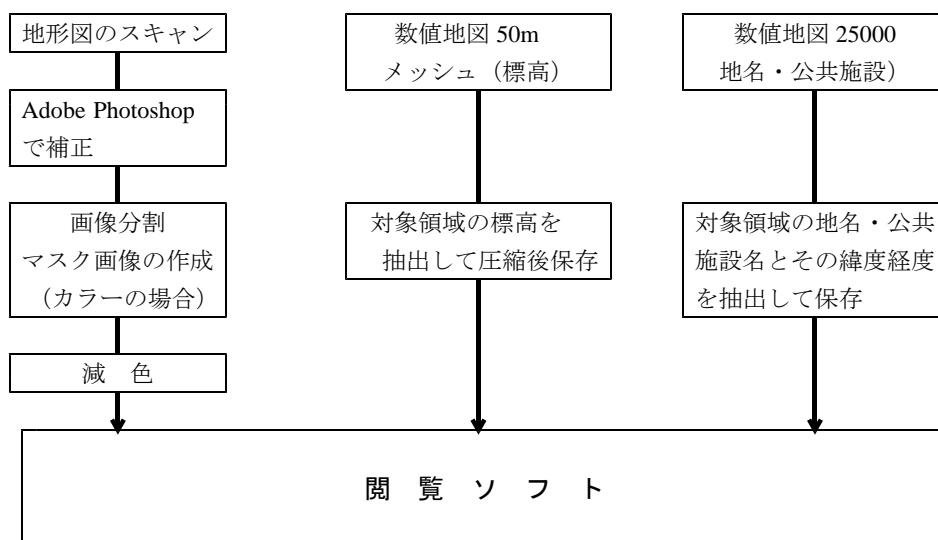 地形図のスキャン
Adobe Photoshop
で補正
画像分割
マスク画像の作成
（カラーの場合）
減　色
数値地図 50m
メッシュ（標高）
対象領域の標高を
抽出して圧縮後保存
数値地図 25000
地名・公共施設）
対象領域の地名・公共
施設名とその緯度経度
を抽出して保存
閲　覧　ソ　フ　ト